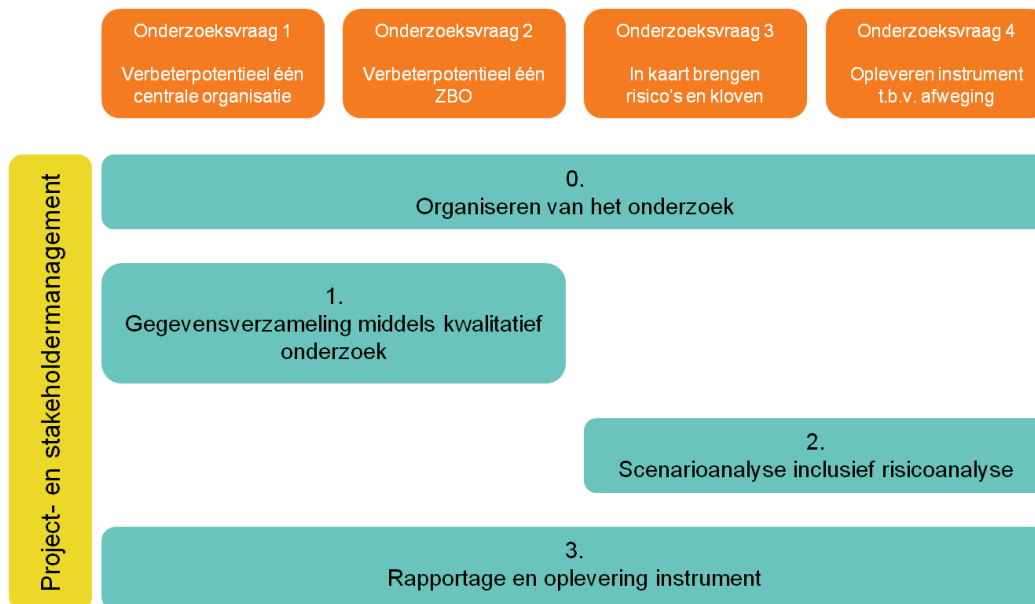 Onderzoeksvraag 1
Verbeterpotentieel één
centrale organisatie
Onderzoeksvraag 2
Verbeterpotentieel één
ZBO
Onderzoeksvraag 3
In kaart brengen
risico's en kloven
Onderzoeksvraag 4
Opleveren instrument
t.b.v. afweging
Project- en stakeholdermanagement
0.
Organiseren van het onderzoek
1.
Gegevensverzameling middels kwalitatief
onderzoek
2.
Scenarioanalyse inclusief risicoanalyse
3.
Rapportage en oplevering instrument